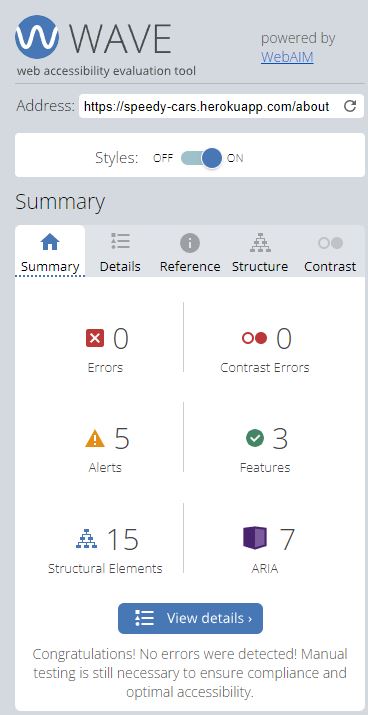 WAVE
powered by
WebAIM
web accessibility evaluation tool
Address: https://speedy-cars.herokuapp.com/about
Styles: OFF ON
Summary
Summary Details Reference Structure Contrast
0 0
Errors Contrast Errors
5 3
Alerts Features
15 7
Structural Elements ARIA
View details ›
Congratulations! No errors were detected! Manual
testing is still necessary to ensure compliance and
optimal accessibility.